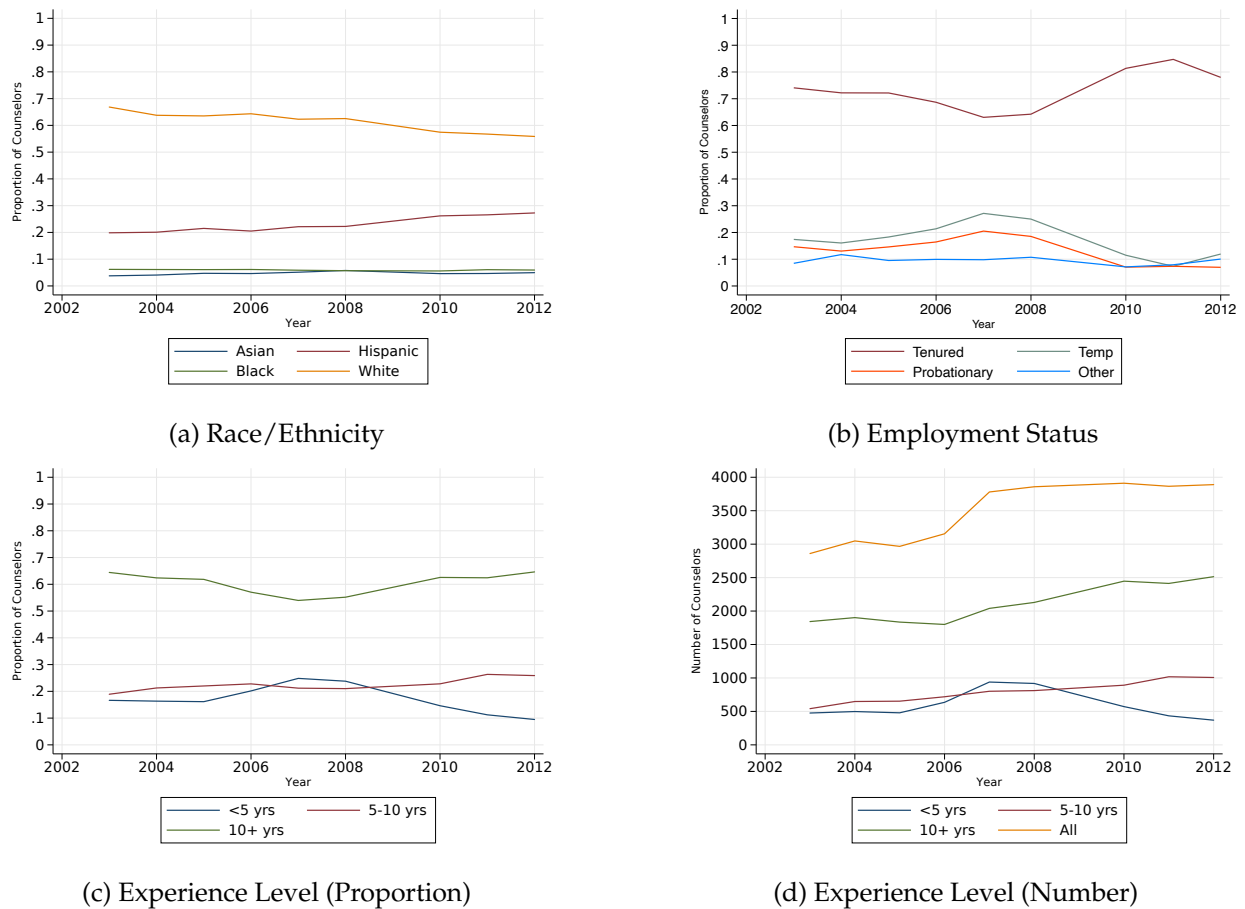 1
.9
.8
.7
.6
.5
.4
.3
.2
.1
0
Proportion of Counselors
2002 2004 2006 2008 2010 2012
Year
Asian Hispanic
Black White
(a) Race/Ethnicity
1
.9
.8
.7
.6
.5
.4
.3
.2
.1
0
Proportion of Counselors
2002 2004 2006 2008 2010 2012
Year
Tenured Temp
Probationary Other
(b) Employment Status
1
.9
.8
.7
.6
.5
.4
.3
.2
.1
0
Proportion of Counselors
2002 2004 2006 2008 2010 2012
Year
<5 yrs 5-10 yrs
10+ yrs
(c) Experience Level (Proportion)
4000
3500
3000
2500
2000
1500
1000
500
0
Number of Counselors
2002 2004 2006 2008 2010 2012
Year
<5 yrs 5-10 yrs
10+ yrs All
(d) Experience Level (Number)